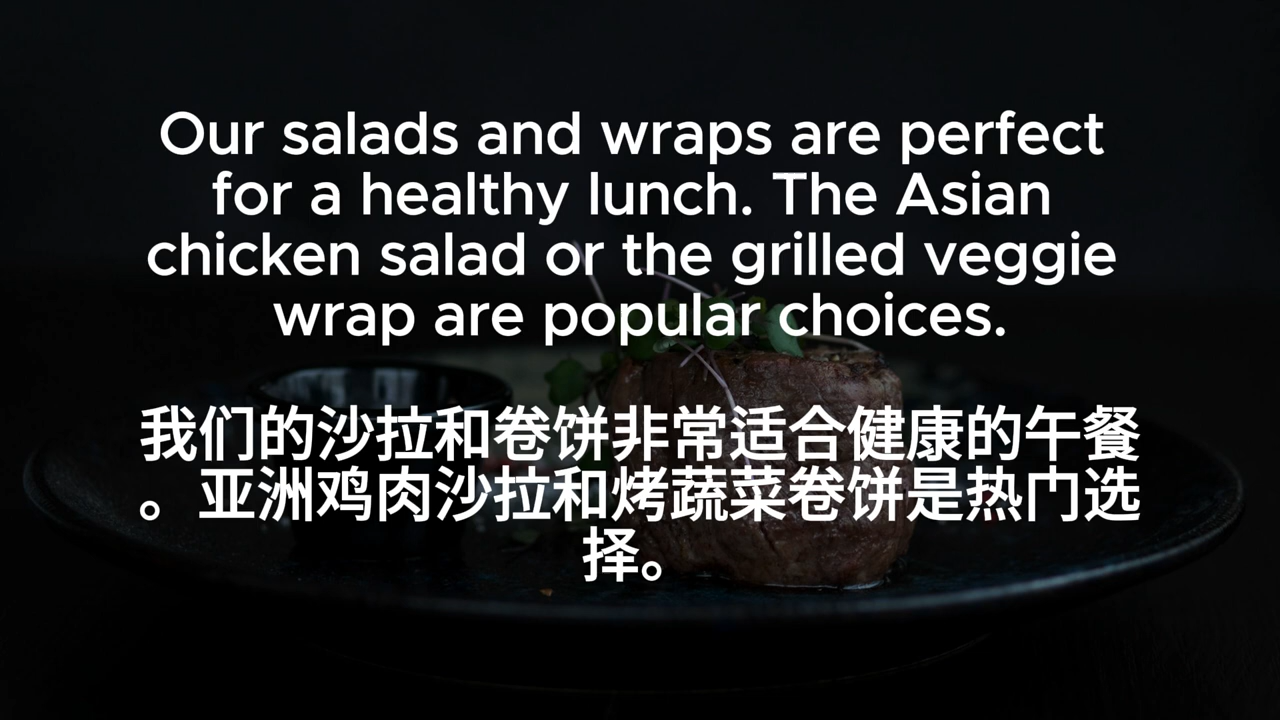 Our salads and wraps are perfect
for a healthy lunch. The Asian
chicken salad or the grilled veggie
wrap are popular choices.
我们的沙拉和卷饼非常适合健康的午餐
。亚洲鸡肉沙拉和烤蔬菜卷饼是热门选
择。